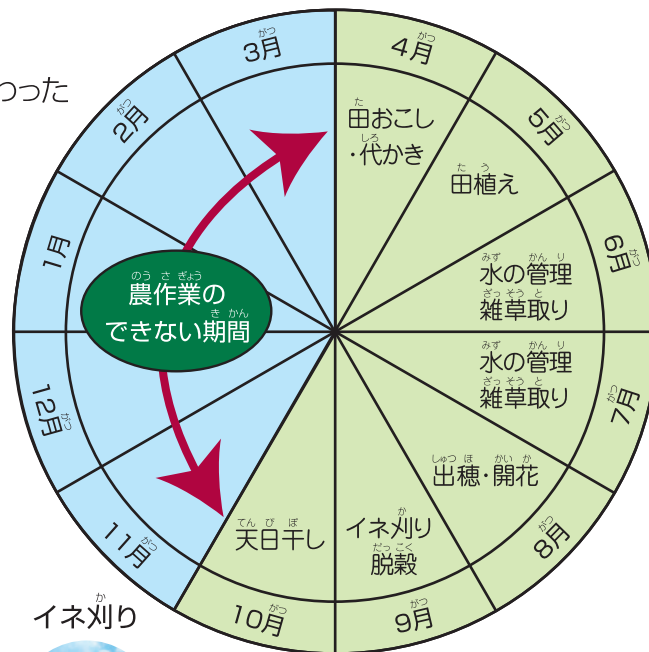 わった
3月
4月
田おこし
・代かき
5月
田植え
6月
水の管理
雑草取り
7月
水の管理
雑草取り
8月
出穂・開花
9月
イネ刈り
脱穀
10月
天日干し
11月
12月
1月
2月
農作業の
できない期間
イネ刈り